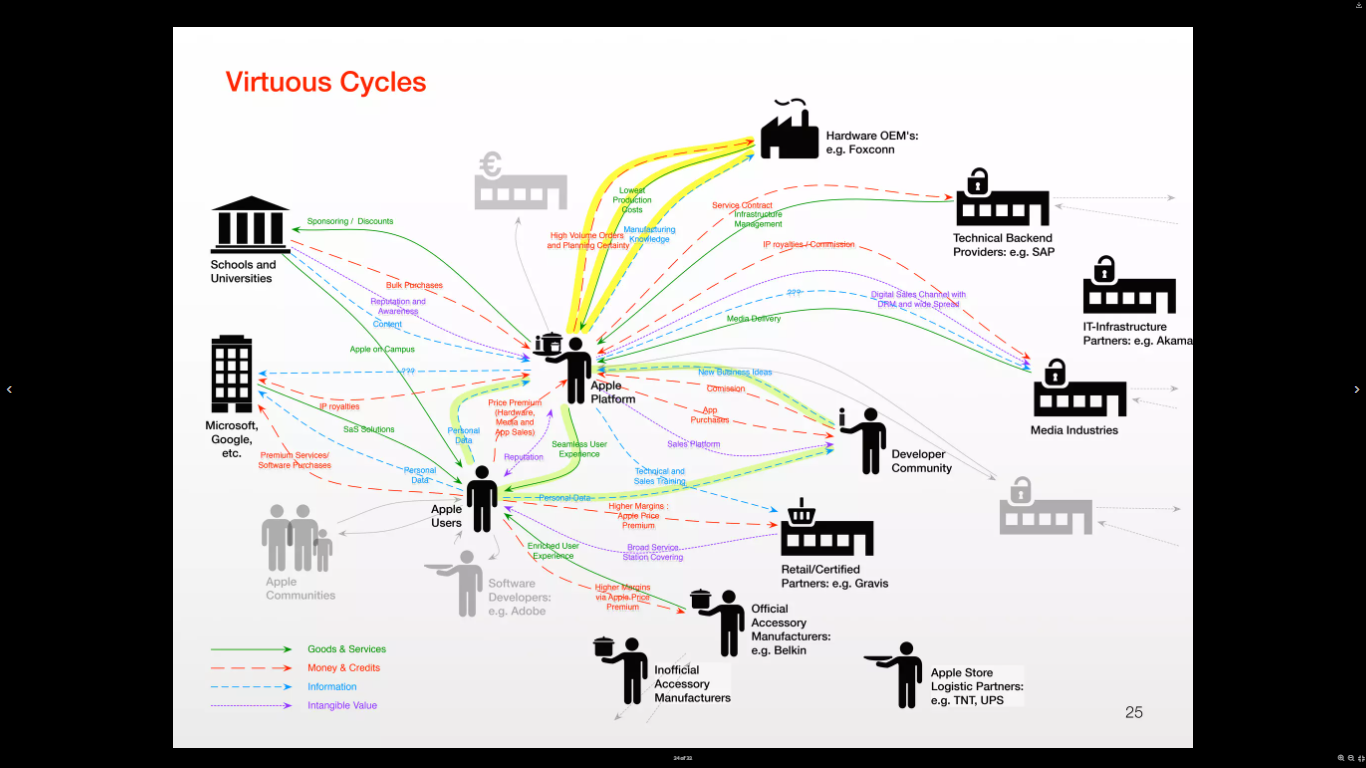 Virtuous Cycles
Hardware OEM's:
e.g. Foxconn
€
Lowest
Production
Costs
High Volume Orders
and Planning Certainty
Manufacturing
Knowledge
Service Contract
Infrastructure
Management
Technical Backend
Providers: e.g. SAP
IP royalties / Commission
Schools and
Universities
Sponsoring / Discounts
Bulk Purchases
Reputation and
Awareness
Content
Apple on Campus
???
Digital Sales Channel with
DRM and wide Spread
Media Delivery
IT-Infrastructure
Partners: e.g. Akama
Media Industries
Apple
Platform
Microsoft,
Google,
etc.
???
IP royalties
SaS Solutions
Premium Services/
Software Purchases
Personal
Data
Personal
Data
Price Premium
(Hardware,
Media and
App Sales)
Reputation
Seamless User
Experience
New Business Ideas
Comission
App
Purchases
Sales Platform
Developer
Community
Technical and
Sales Training
Personal Data
Apple
Users
Higher Margins :
Apple Price
Premium
Broad Service
Station Covering
Retail/Certified
Partners: e.g. Gravis
Enriched User
Experience
Higher Margins
via Apple Price
Premium
Apple
Communities
Software
Developers:
e.g. Adobe
Official
Accessory
Manufacturers:
e.g. Belkin
Inofficial
Accessory
Manufacturers
Apple Store
Logistic Partners:
e.g. TNT, UPS
Goods & Services
Money & Credits
Information
Intangible Value
25
34 of 33